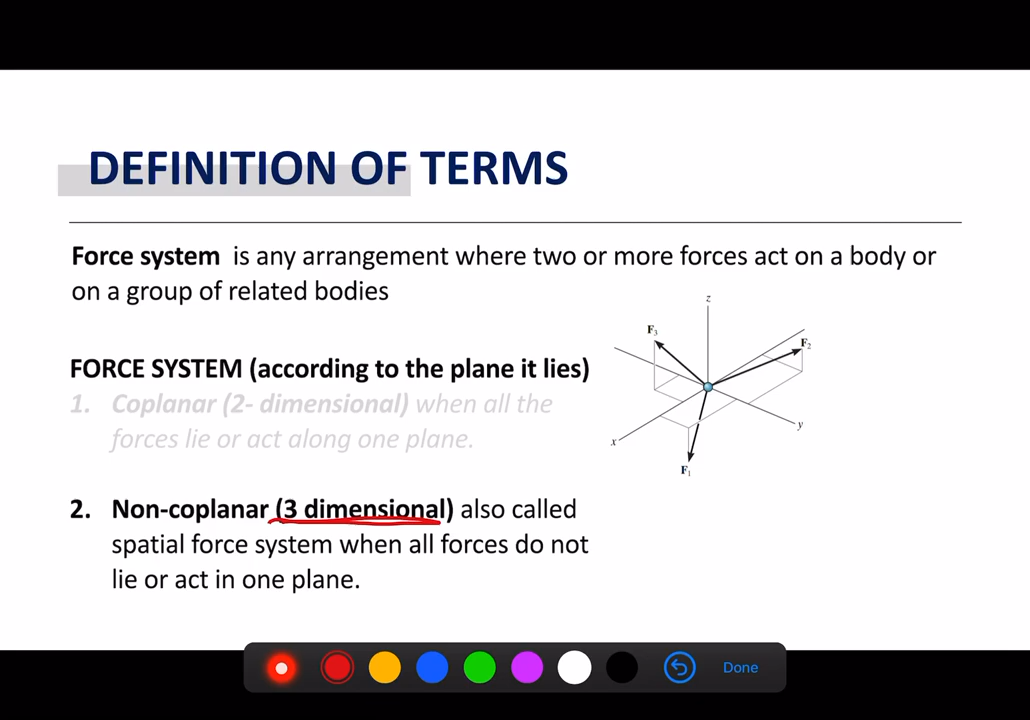 DEFINITION OF TERMS
Force system is any arrangement where two or more forces act on a body or
on a group of related bodies
FORCE SYSTEM (according to the plane it lies)
1. Coplanar (2- dimensional) when all the
forces lie or act along one plane.
2. Non-coplanar (3 dimensional) also called
spatial force system when all forces do not
lie or act in one plane.
z
F3
F2
x
y
F1
Done